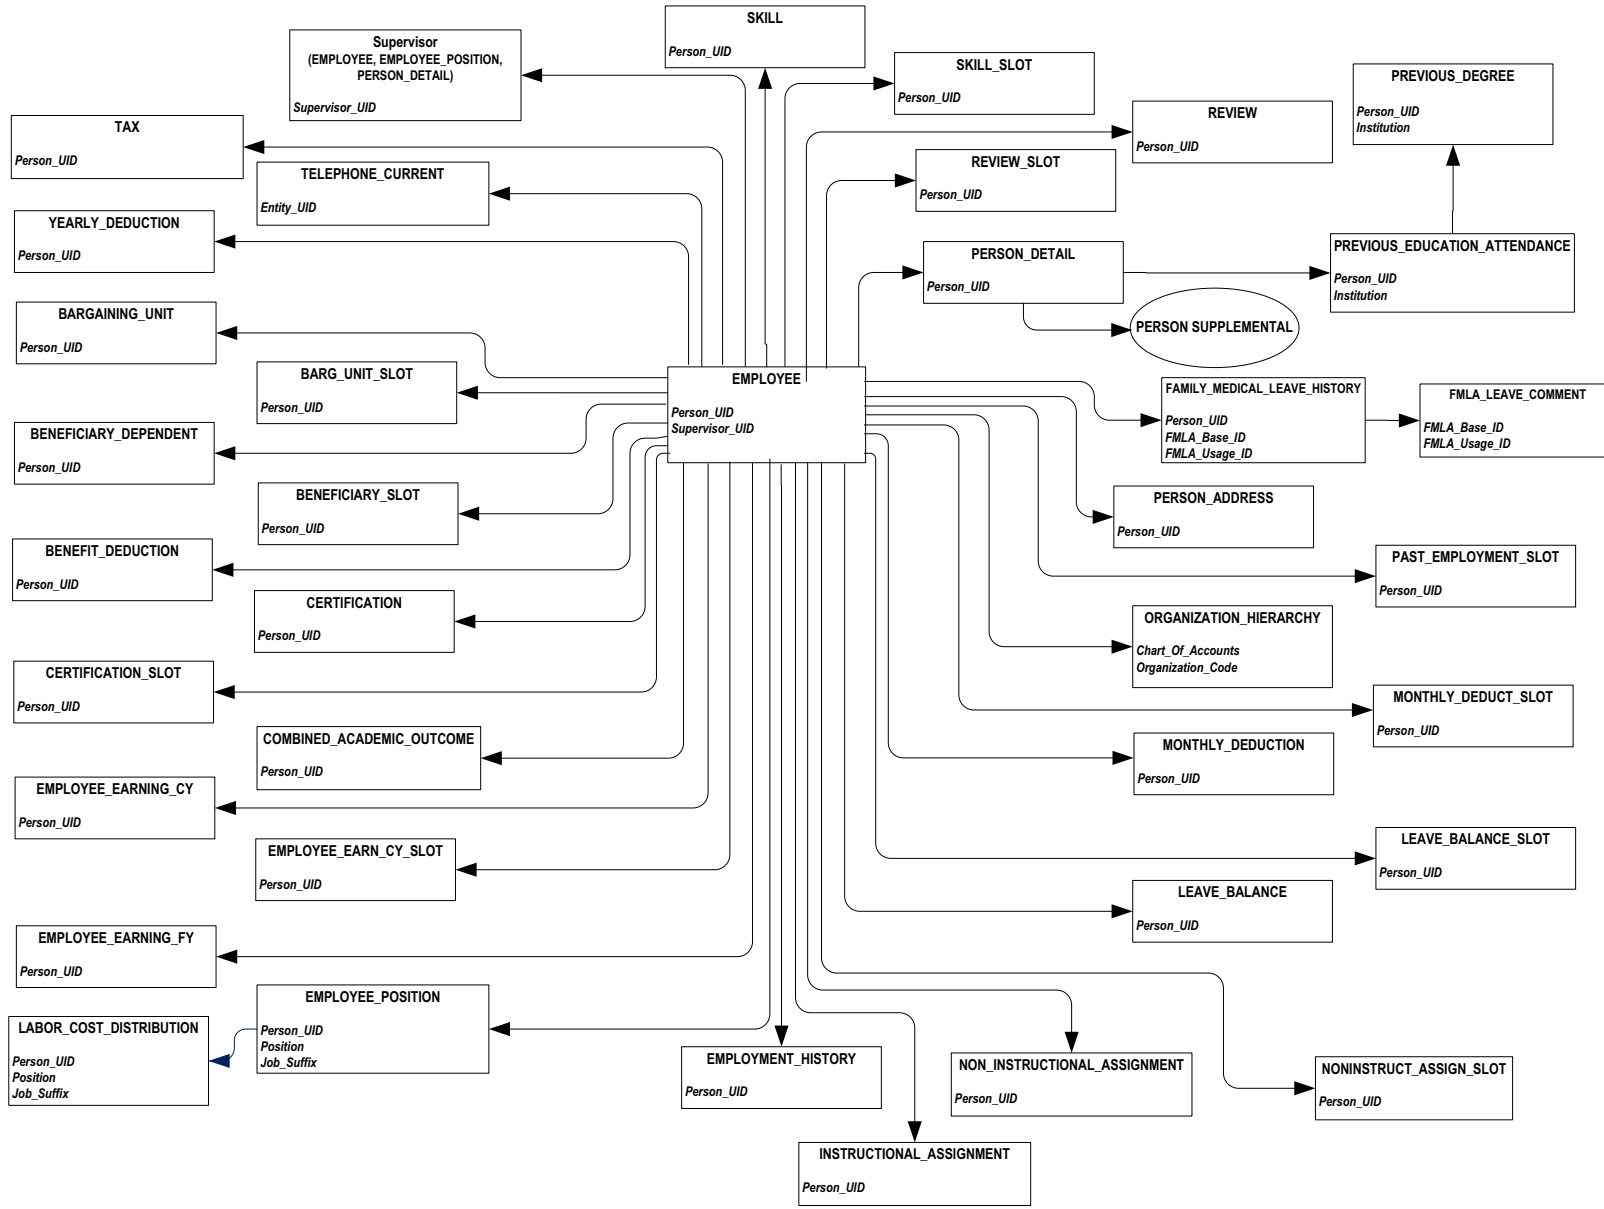 SKILL
Person_UID
Supervisor
(EMPLOYEE, EMPLOYEE_POSITION,
PERSON_DETAIL)
Supervisor_UID
SKILL_SLOT
Person_UID
PREVIOUS_DEGREE
Person_UID
Institution
REVIEW
Person_UID
TAX
Person_UID
TELEPHONE_CURRENT
Entity_UID
REVIEW_SLOT
Person_UID
YEARLY_DEDUCTION
Person_UID
PERSON_DETAIL
Person_UID
PREVIOUS_EDUCATION_ATTENDANCE
Person_UID
Institution
PERSON SUPPLEMENTAL
BARGAINING_UNIT
Person_UID
BARG_UNIT_SLOT
Person_UID
EMPLOYEE
Person_UID
Supervisor_UID
FAMILY_MEDICAL_LEAVE_HISTORY
Person_UID
FMLA_Base_ID
FMLA_Usage_ID
FMLA_LEAVE_COMMENT
FMLA_Base_ID
FMLA_Usage_ID
BENEFICIARY_DEPENDENT
Person_UID
BENEFICIARY_SLOT
Person_UID
PERSON_ADDRESS
Person_UID
BENEFIT_DEDUCTION
Person_UID
PAST_EMPLOYMENT_SLOT
Person_UID
CERTIFICATION
Person_UID
ORGANIZATION_HIERARCHY
Chart_Of_Accounts
Organization_Code
CERTIFICATION_SLOT
Person_UID
MONTHLY_DEDUCT_SLOT
Person_UID
COMBINED_ACADEMIC_OUTCOME
Person_UID
MONTHLY_DEDUCTION
Person_UID
EMPLOYEE_EARNING_CY
Person_UID
EMPLOYEE_EARN_CY_SLOT
Person_UID
LEAVE_BALANCE_SLOT
Person_UID
LEAVE_BALANCE
Person_UID
EMPLOYEE_EARNING_FY
Person_UID
EMPLOYEE_POSITION
Person_UID
Position
Job_Suffix
LABOR_COST_DISTRIBUTION
Person_UID
Position
Job_Suffix
EMPLOYMENT_HISTORY
Person_UID
NON_INSTRUCTIONAL_ASSIGNMENT
Person_UID
NONINSTRUCT_ASSIGN_SLOT
Person_UID
INSTRUCTIONAL_ASSIGNMENT
Person_UID